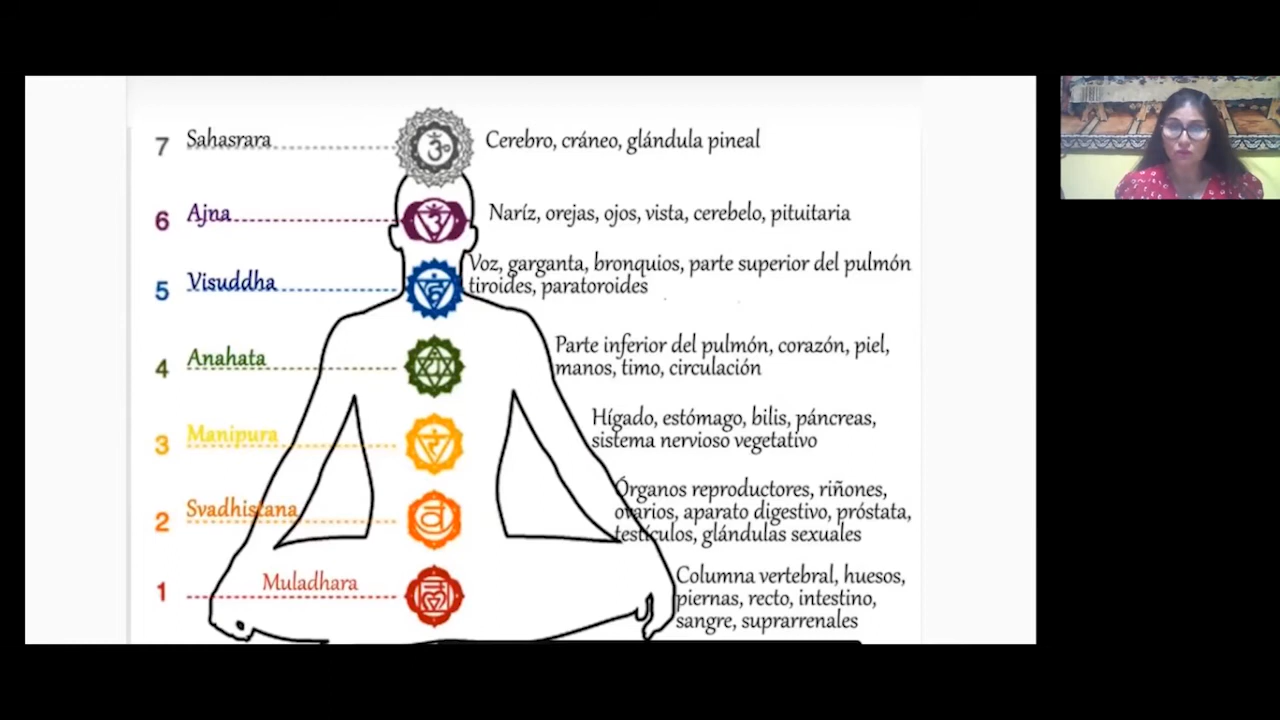 7 Sahasrara
Cerebro, cráneo, glándula pineal
6 Ajna
Naríz, orejas, ojos, vista, cerebelo, pituitaria
5 Visuddha
Voz, garganta, bronquios, parte superior del pulmón
tiroides, paratoroides
4 Anahata
Parte inferior del pulmón, corazón, piel,
manos, timo, circulación
3 Manipura
Hígado, estómago, bilis, páncreas,
sistema nervioso vegetativo
2 Svadhistana
Órganos reproductores, riñones,
ovarios, aparato digestivo, próstata,
testículos, glándulas sexuales
1 Muladhara
Columna vertebral, huesos,
piernas, recto, intestino,
sangre, suprarrenales